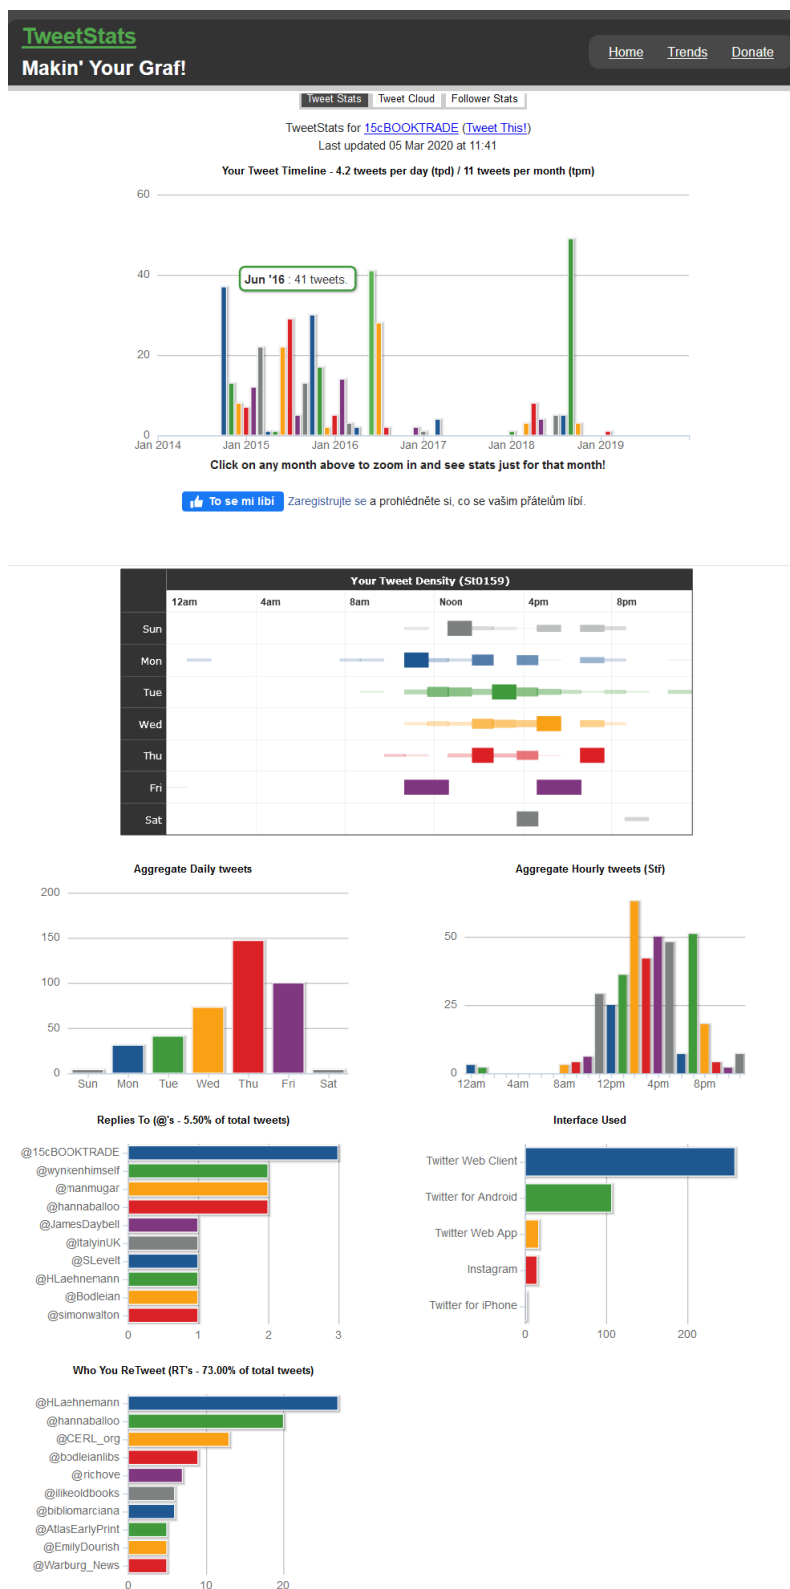 TweetStats
Makin' Your Graf!
Home Trends Donate
Tweet Stats Tweet Cloud Follower Stats
TweetStats for 15cBOOKTRADE (Tweet This!)
Last updated 05 Mar 2020 at 11:41
Your Tweet Timeline - 4.2 tweets per day (tpd) / 11 tweets per month (tpm)
60
40
Jun '16 : 41 tweets.
20
0
Jan 2014 Jan 2015 Jan 2016 Jan 2017 Jan 2018 Jan 2019
Click on any month above to zoom in and see stats just for that month!
To se mi líbí Zaregistrujte se a prohlédněte si, co se vašim přátelům líbí.
Your Tweet Density (St0159)
12am 4am 8am Noon 4pm 8pm
Sun
Mon
Tue
Wed
Thu
Fri
Sat
Aggregate Daily tweets
200
150
100
50
0
Sun Mon Tue Wed Thu Fri Sat
Aggregate Hourly tweets (Stř)
50
25
0
12am 4am 8am 12pm 4pm 8pm
Replies To (@'s - 5.50% of total tweets)
@15cBOOKTRADE
@wynkenhimself
@manmugar
@hannaballoo
@JamesDaybell
@ItalyinUK
@SLevelt
@HLaehnemann
@Bodleian
@simonwalton
0 1 2 3
Interface Used
Twitter Web Client
Twitter for Android
Twitter Web App
Instagram
Twitter for iPhone
0 100 200
Who You ReTweet (RT's - 73.00% of total tweets)
@HLaehnemann
@hannaballoo
@CERL_org
@bodleianlibs
@richove
@ilikeoldbooks
@bibliomarciana
@AtlasEarlyPrint
@EmilyDourish
@Warburg_News
0 10 20